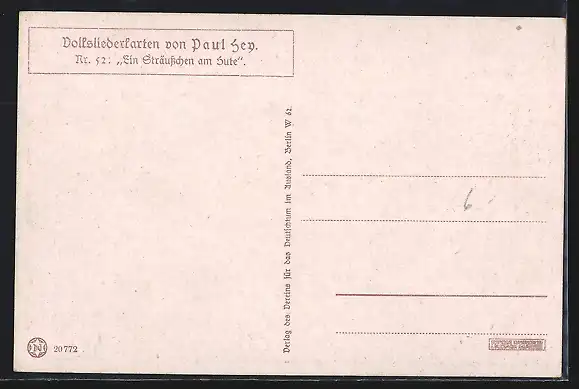 Volksliederkarten von Paul Hey.
Nr. 52: „Ein Sträußchen am Hute“.
Verlag des Vereins für das Deutschtum im Ausland, Berlin W 62.
6
20772